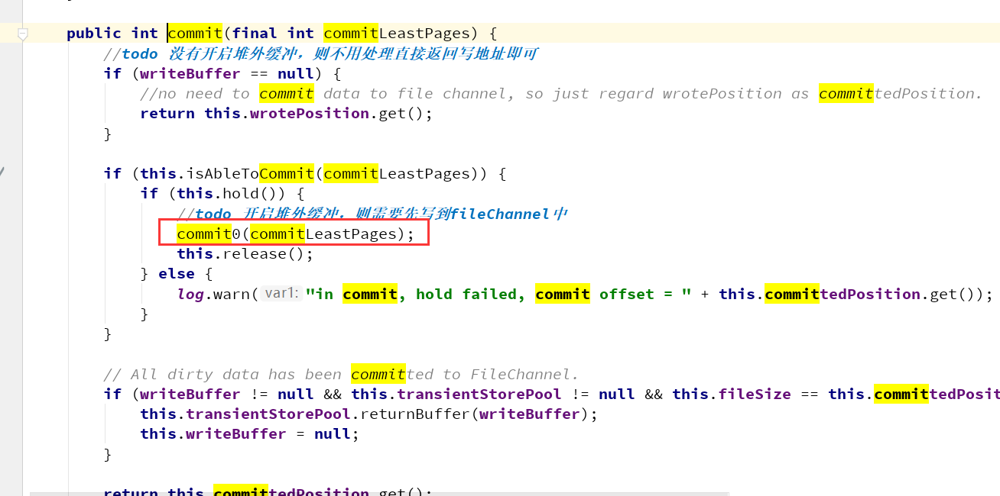 public int commit(final int commitLeastPages) {
//todo 没有开启堆外缓冲，则不用处理直接返回写地址即可
if (writeBuffer == null) {
//no need to commit data to file channel, so just regard wrotePosition as committedPosition.
return this.wrotePosition.get();
}
if (this.isAbleToCommit(commitLeastPages)) {
if (this.hold()) {
//todo 开启堆外缓冲，则需要先写到fileChannel中
commit0(commitLeastPages);
this.release();
} else {
log.warn( var1: "in commit, hold failed, commit offset = " + this.committedPosition.get());
}
}
// All dirty data has been committed to FileChannel.
if (writeBuffer != null && this.transientStorePool != null && this.fileSize == this.committedPosit
this.transientStorePool.returnBuffer(writeBuffer);
this.writeBuffer = null;
}
return this.committedPosition.get();